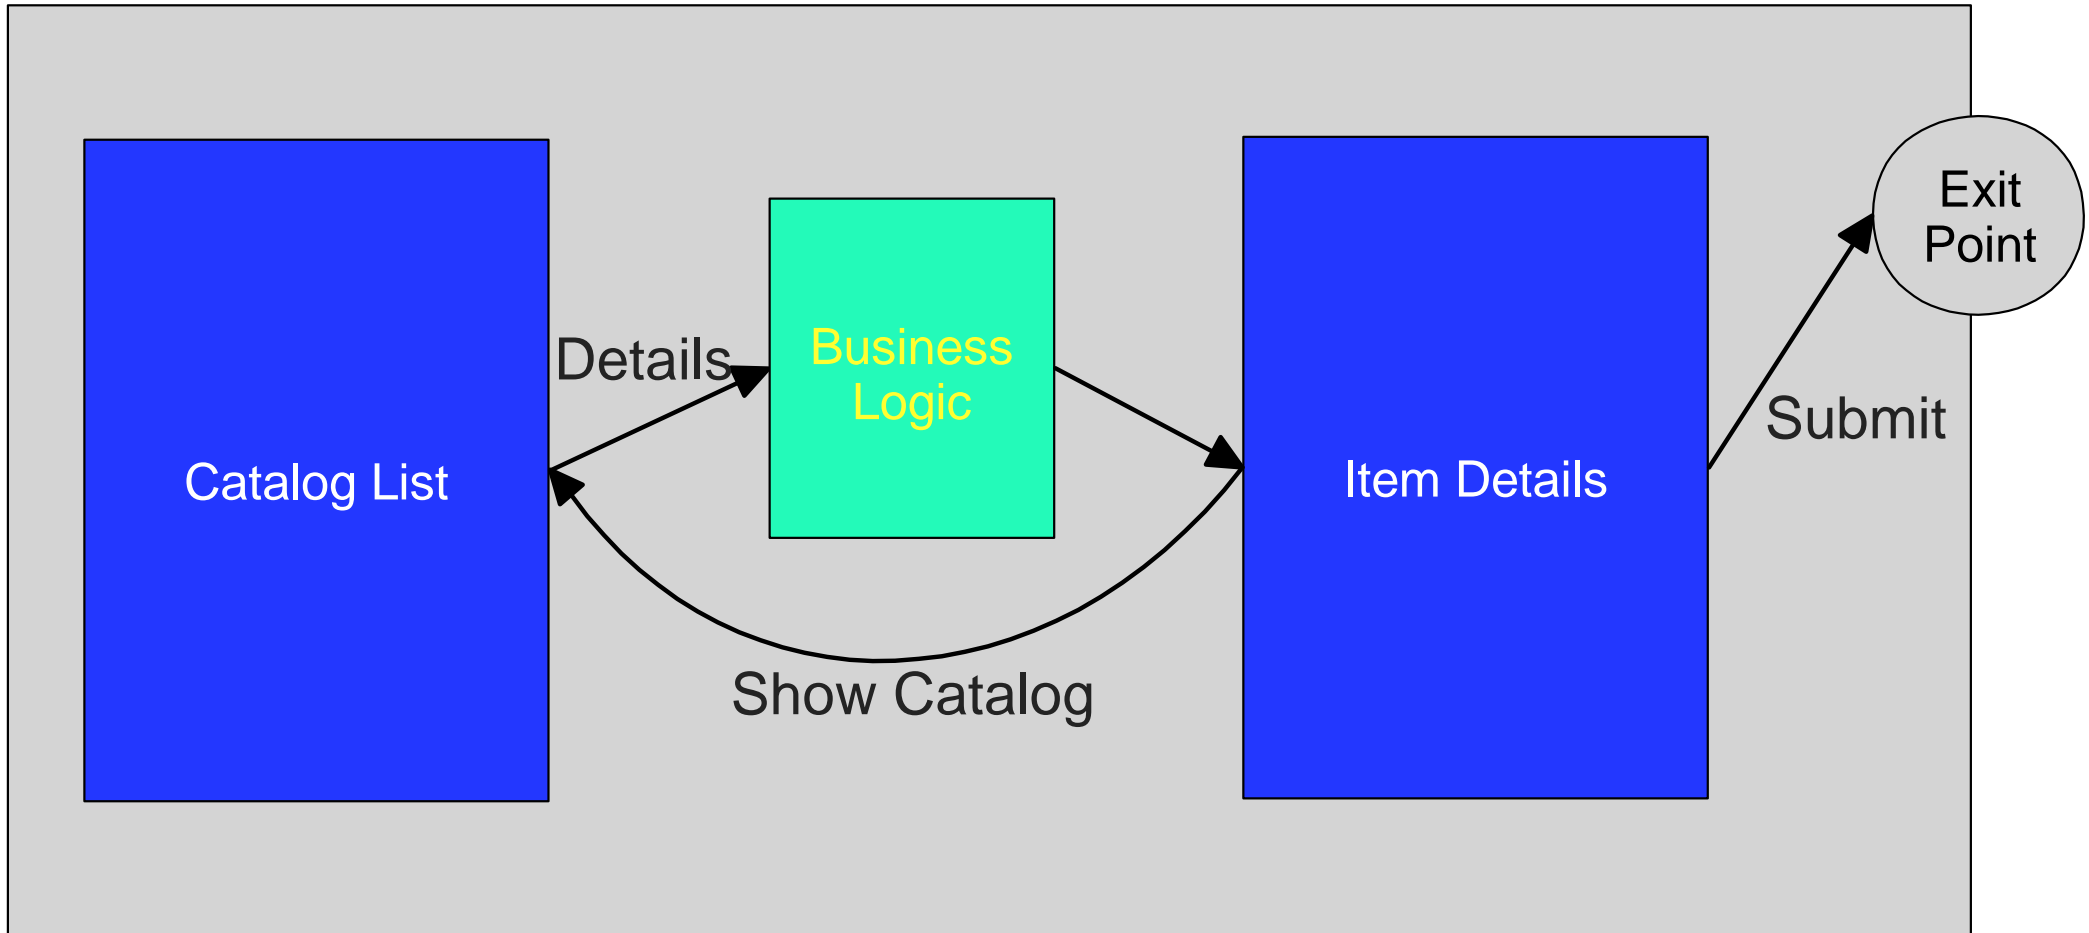 Catalog List
Details
Business
Logic
Show Catalog
Item Details
Submit
Exit
Point